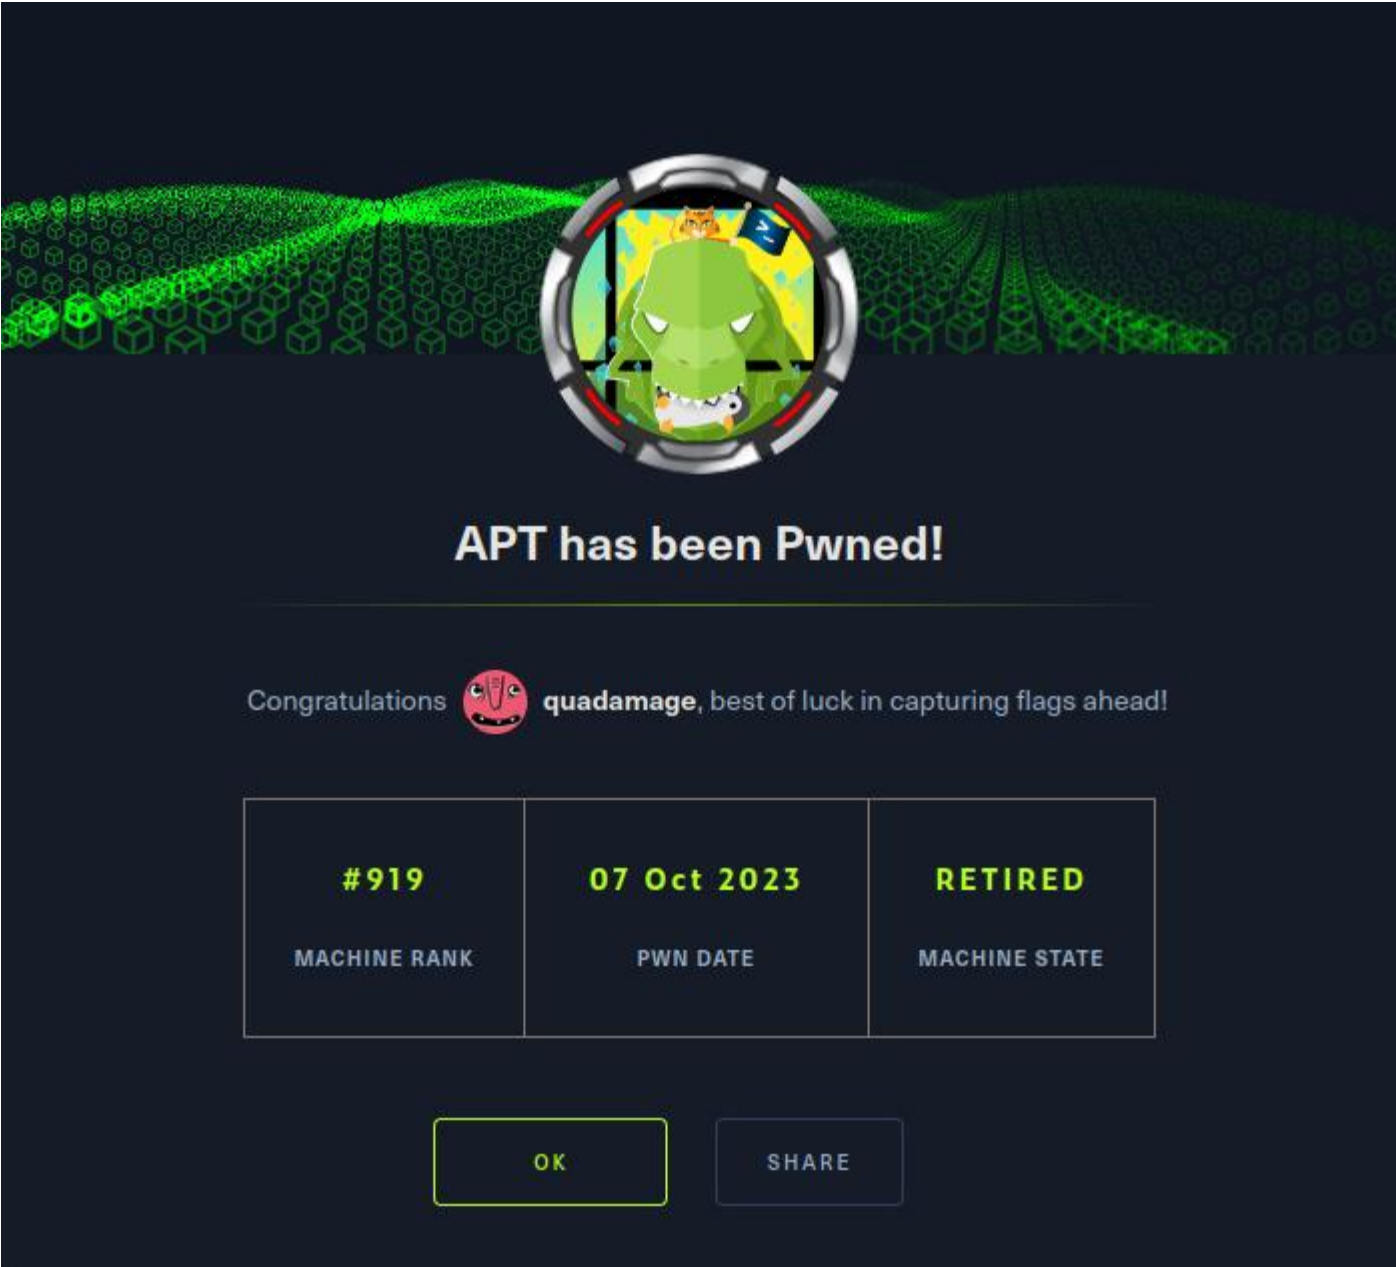 APT has been Pwned!
Congratulations quadamage, best of luck in capturing flags ahead!
#919 07 Oct 2023 RETIRED
MACHINE RANK PWN DATE MACHINE STATE
OK SHARE